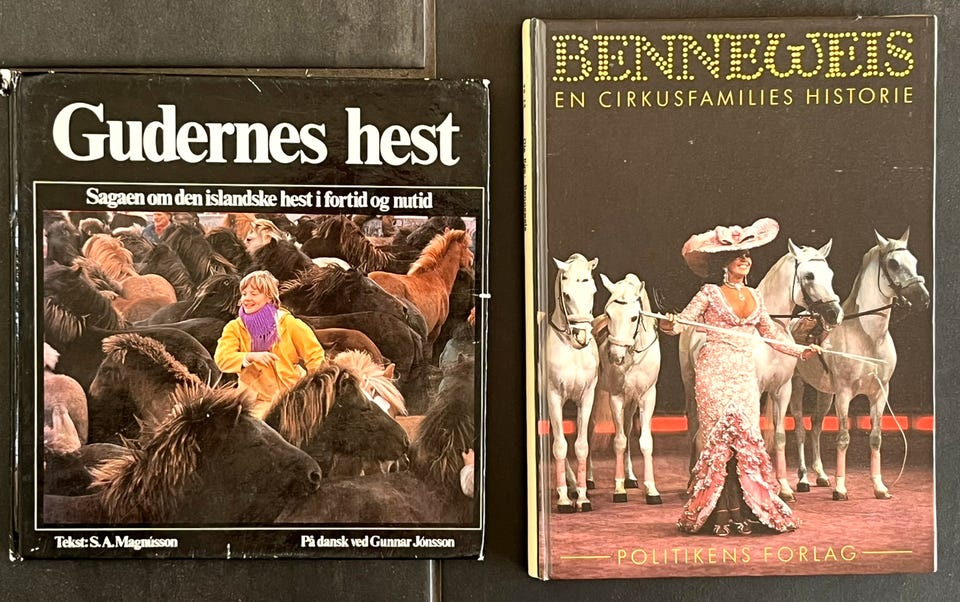 Gudernes hest
Sagaen om den islandske hest i fortid og nutid
Tekst: S. A. Magnússon
På dansk ved Gunnar Jónsson
BENNEWEIS
EN CIRKUSFAMILIES HISTORIE
POLITIKENS FORLAG